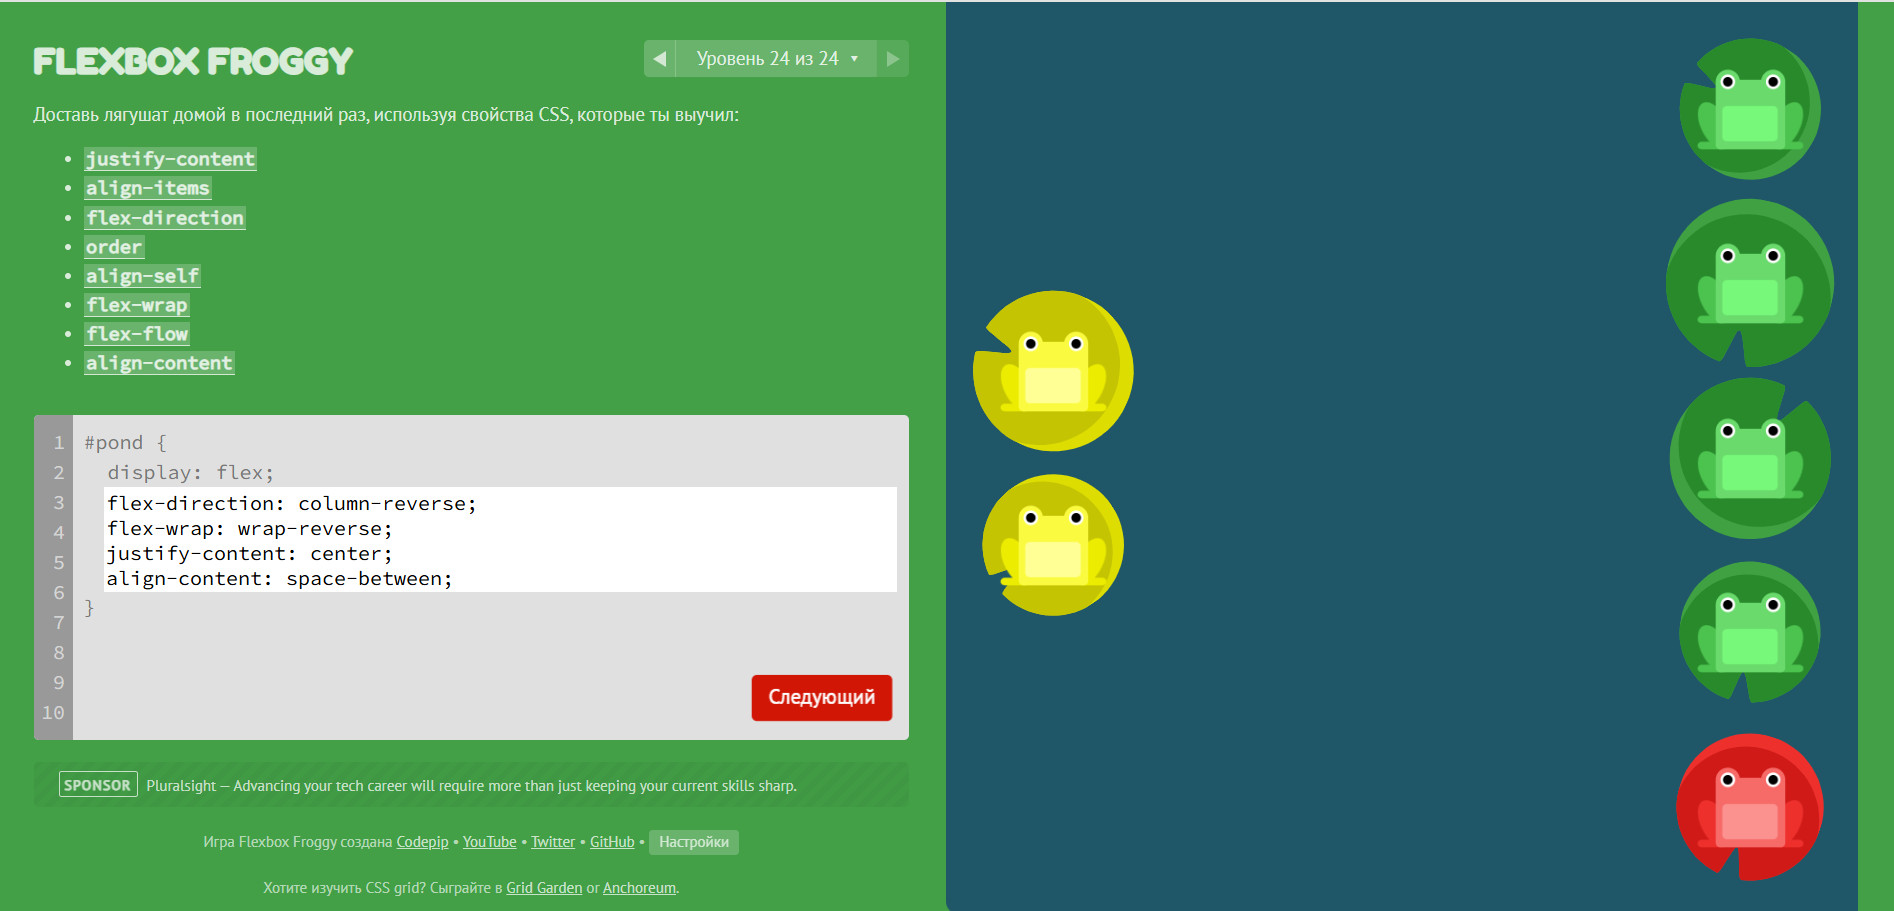 FLEXBOX FROGGY
◀ Уровень 24 из 24 ▼ ▶
Доставь лягушат домой в последний раз, используя свойства CSS, которые ты выучил:
• justify-content
• align-items
• flex-direction
• order
• align-self
• flex-wrap
• flex-flow
• align-content
1 #pond {
2 display: flex;
3 flex-direction: column-reverse;
4 flex-wrap: wrap-reverse;
5 justify-content: center;
6 align-content: space-between;
7 }
8
9
10
Следующий
SPONSOR Pluralsight — Advancing your tech career will require more than just keeping your current skills sharp.
Игра Flexbox Froggy создана Codepip • YouTube • Twitter • GitHub • Настройки
Хотите изучить CSS grid? Сыграйте в Grid Garden or Anchoreum.